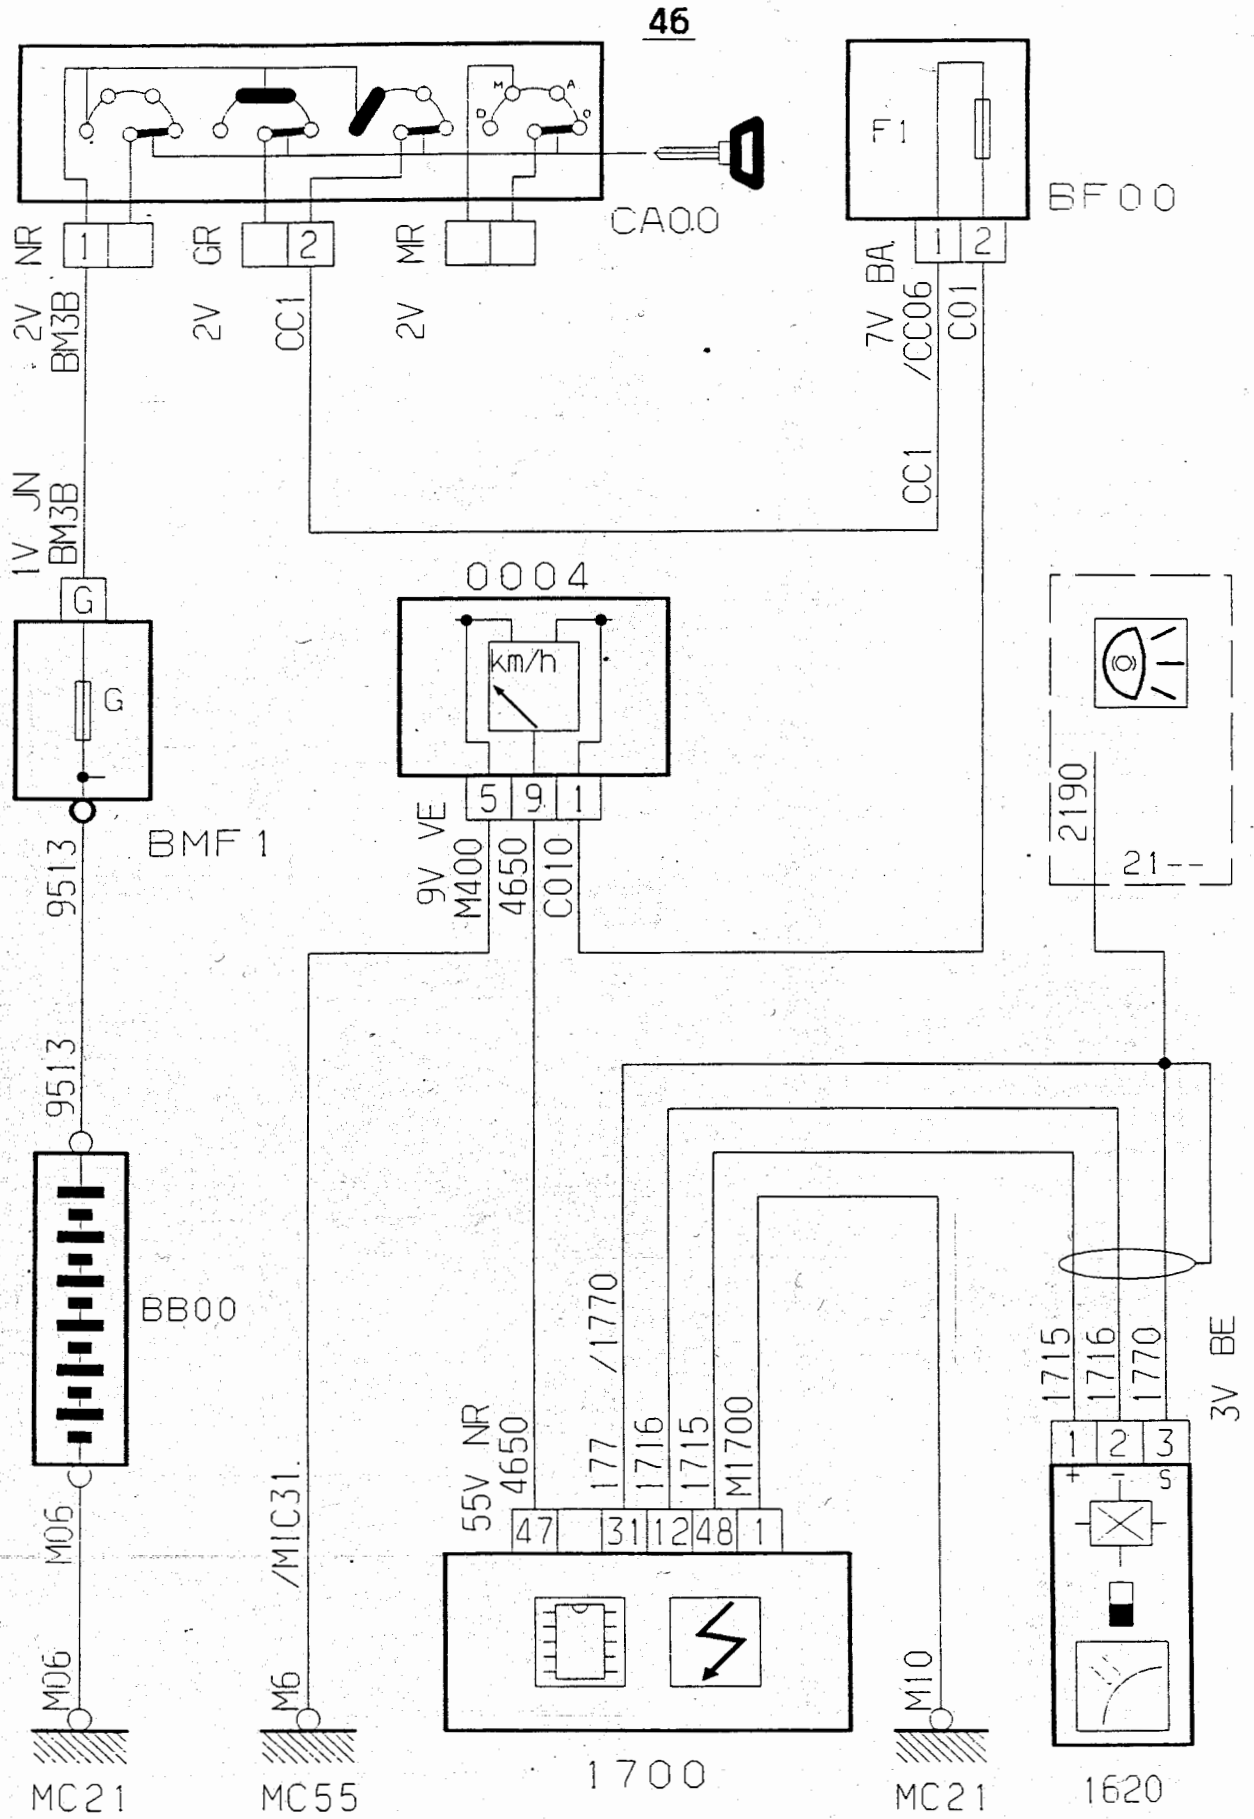 46
M
A
D
O
F1
BF00
CA00
1
2
1
2
2V NR
BM3B
2V GR
CC1
2V MR
7V BA
/CC06
C01
1V JN
BM3B
CC1
G
G
BMF1
0004
km/h
5
9
1
9V VE
M400
4650
C010
2190
21--
9513
9513
BB00
/1770
1715
1716
1770
3V BE
55V NR
4650
177
1716
1715
M1700
1
2
3
+
-
S
47
31
12
48
1
M06
/MIC31.
M06
M6
M10
MC21
MC55
1700
MC21
1620